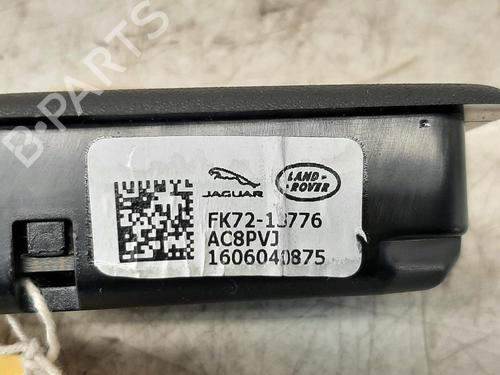 JAGUAR
LAND-
-ROVER
FK72-13776
AC8PVJ
1606040875
B-PARTS